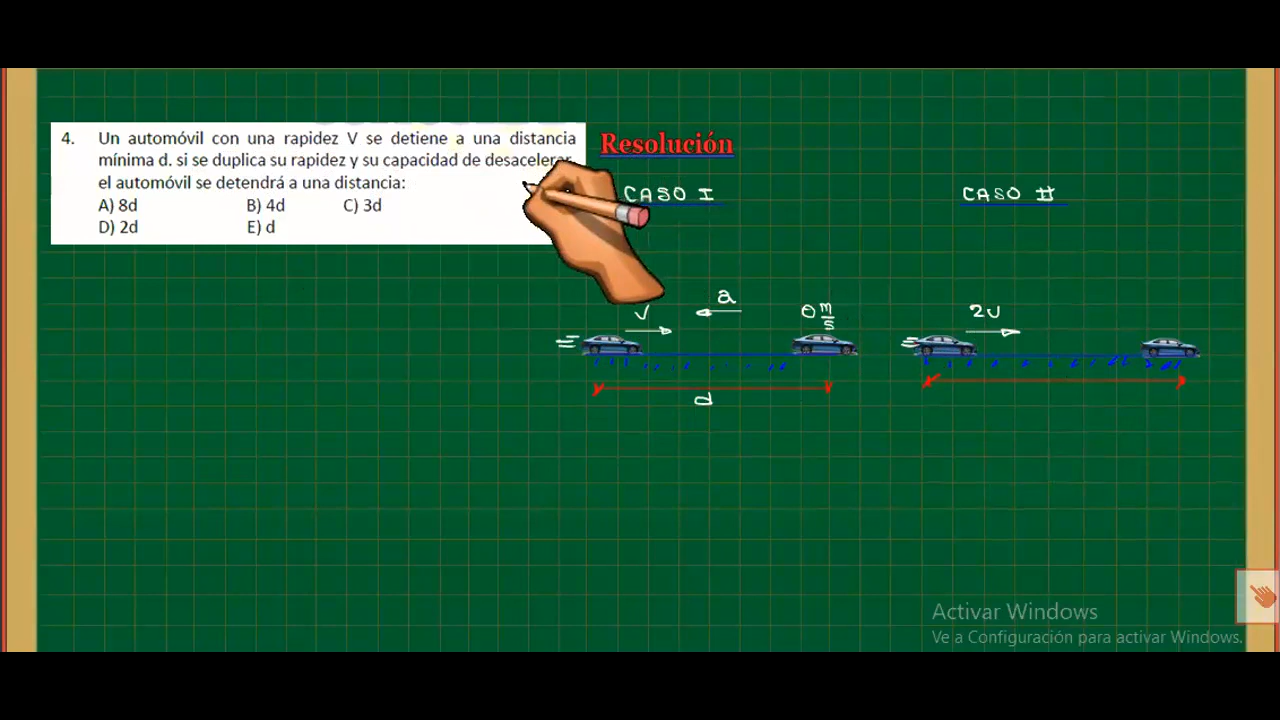 4. Un automóvil con una rapidez V se detiene a una distancia
mínima d. si se duplica su rapidez y su capacidad de desacelerar,
el automóvil se detendrá a una distancia:
A) 8d B) 4d C) 3d
D) 2d E) d
Resolución
CASO I
CASO II
V
a
0 m/s
2V
d
Activar Windows
Ve a Configuración para activar Windows.